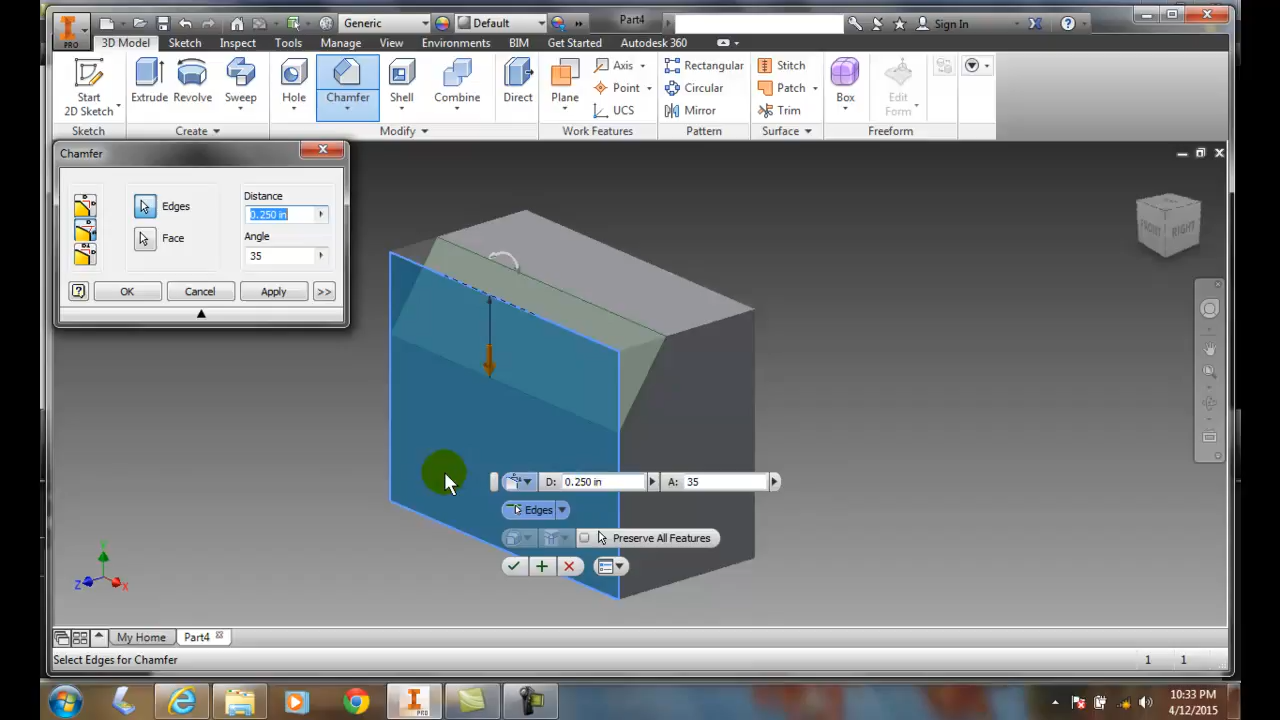 Generic Default Part4 Sign In
PRO 3D Model Sketch Inspect Tools Manage View Environments BIM Get Started Autodesk 360
Start 2D Sketch Extrude Revolve Sweep Hole Chamfer Shell Combine Direct Plane Axis Point UCS Rectangular Circular Mirror Stitch Patch Trim Box Edit Form
Sketch Create Modify Work Features Pattern Surface Freeform
Chamfer
Distance
Edges 0.250 in
Angle
Face
35
OK Cancel Apply >>
FRONT RIGHT
D: 0.250 in A: 35
Edges
Preserve All Features
Y
Z X
My Home Part4
Select Edges for Chamfer 1 1
10:33 PM
4/12/2015